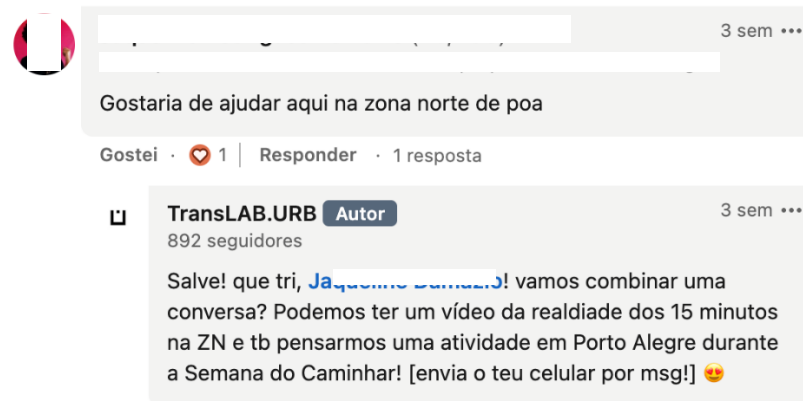 3 sem •••
Gostaria de ajudar aqui na zona norte de poa
Gostei · 1 | Responder · 1 resposta
TransLAB.URB Autor 3 sem •••
892 seguidores
Salve! que tri, ! vamos combinar uma
conversa? Podemos ter um vídeo da realdiade dos 15 minutos
na ZN e tb pensarmos uma atividade em Porto Alegre durante
a Semana do Caminhar! [envia o teu celular por msg!] 😍